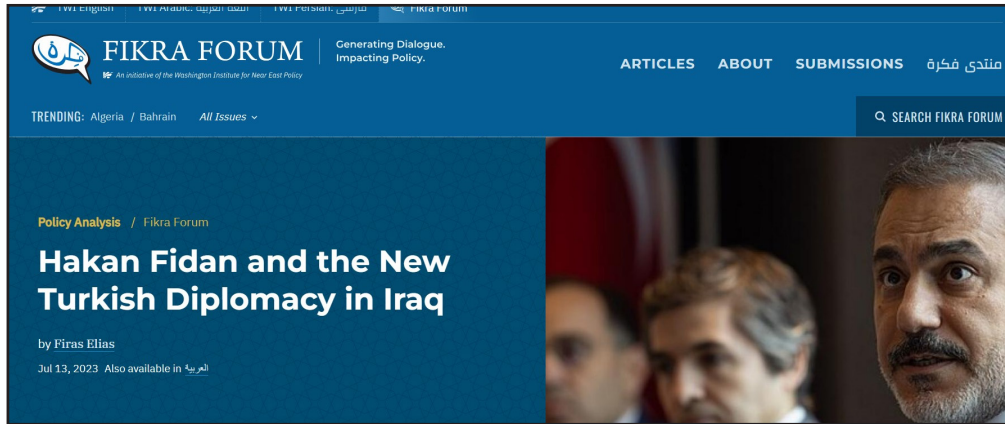 TWI English TWI Arabic: اللغة العربية TWI Persian: فارسی Fikra Forum
فكرة
FIKRA FORUM
An initiative of the Washington Institute for Near East Policy
Generating Dialogue.
Impacting Policy.
ARTICLES ABOUT SUBMISSIONS منتدى فكرة
TRENDING: Algeria / Bahrain All Issues
SEARCH FIKRA FORUM
Policy Analysis / Fikra Forum
Hakan Fidan and the New
Turkish Diplomacy in Iraq
by Firas Elias
Jul 13, 2023 Also available in العربية